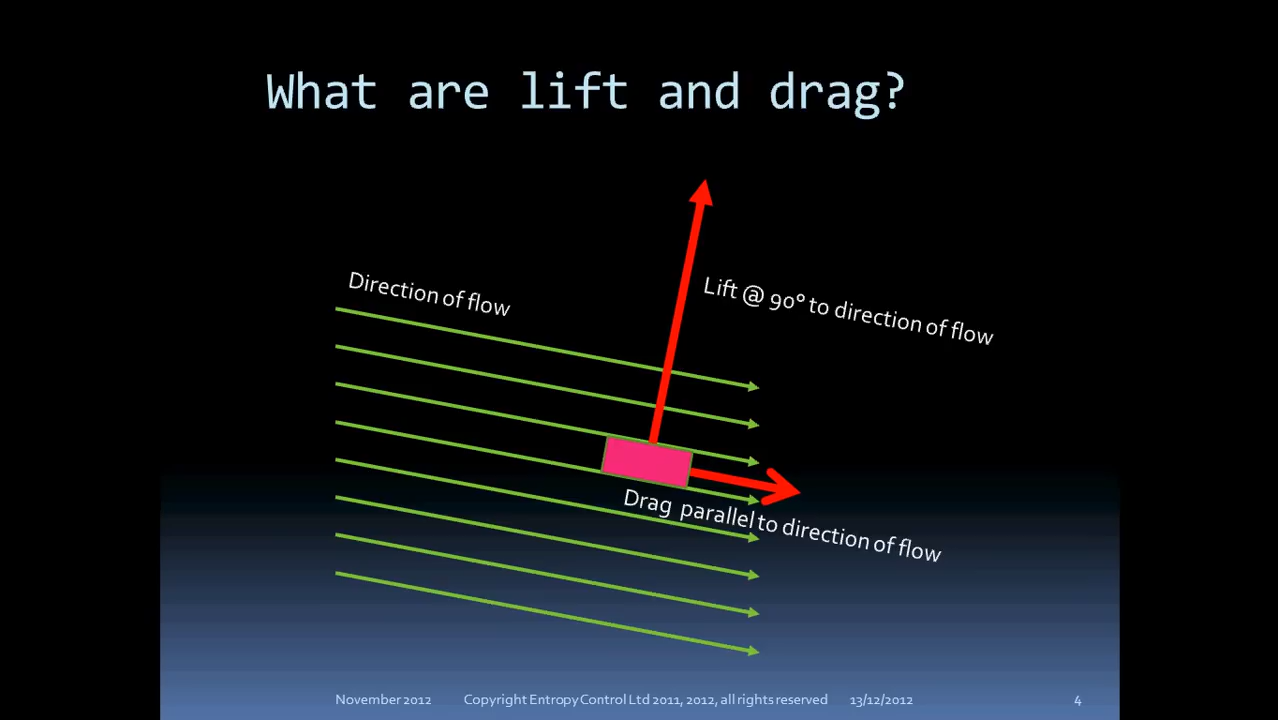 What are lift and drag?
Direction of flow
Lift @ 90° to direction of flow
Drag parallel to direction of flow
November 2012 Copyright Entropy Control Ltd 2011, 2012, all rights reserved 13/12/2012 4